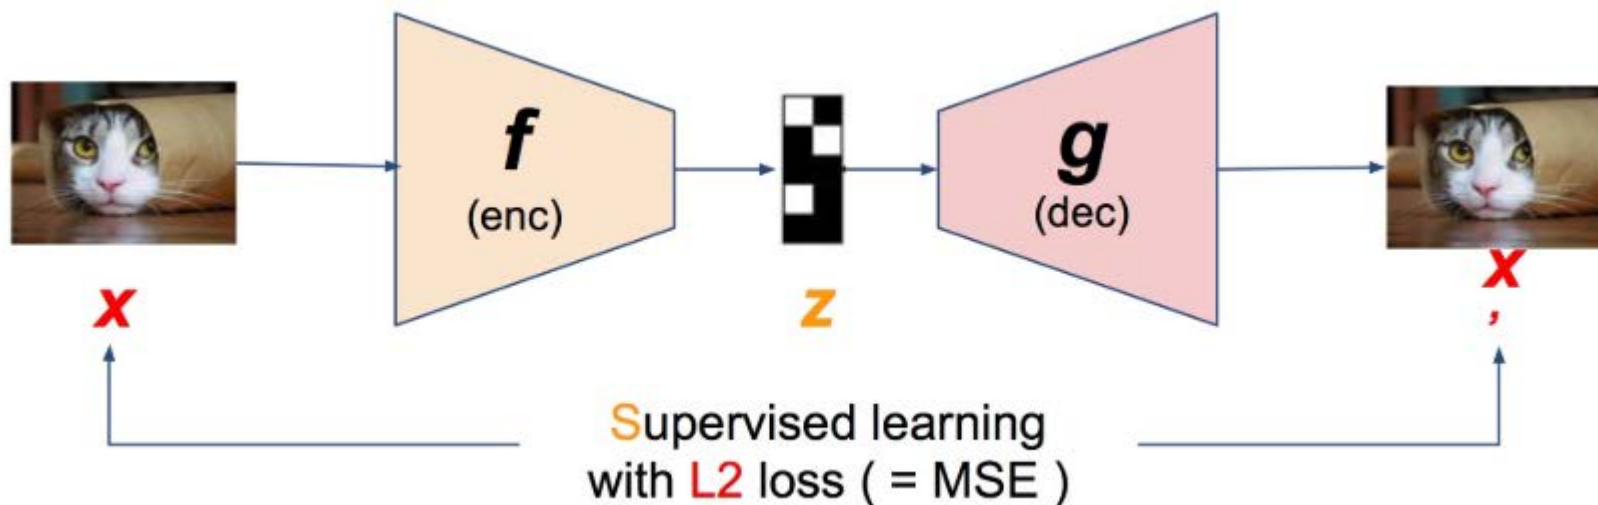 f
(enc)
g
(dec)
x
z
x
,
Supervised learning
with L2 loss ( = MSE )